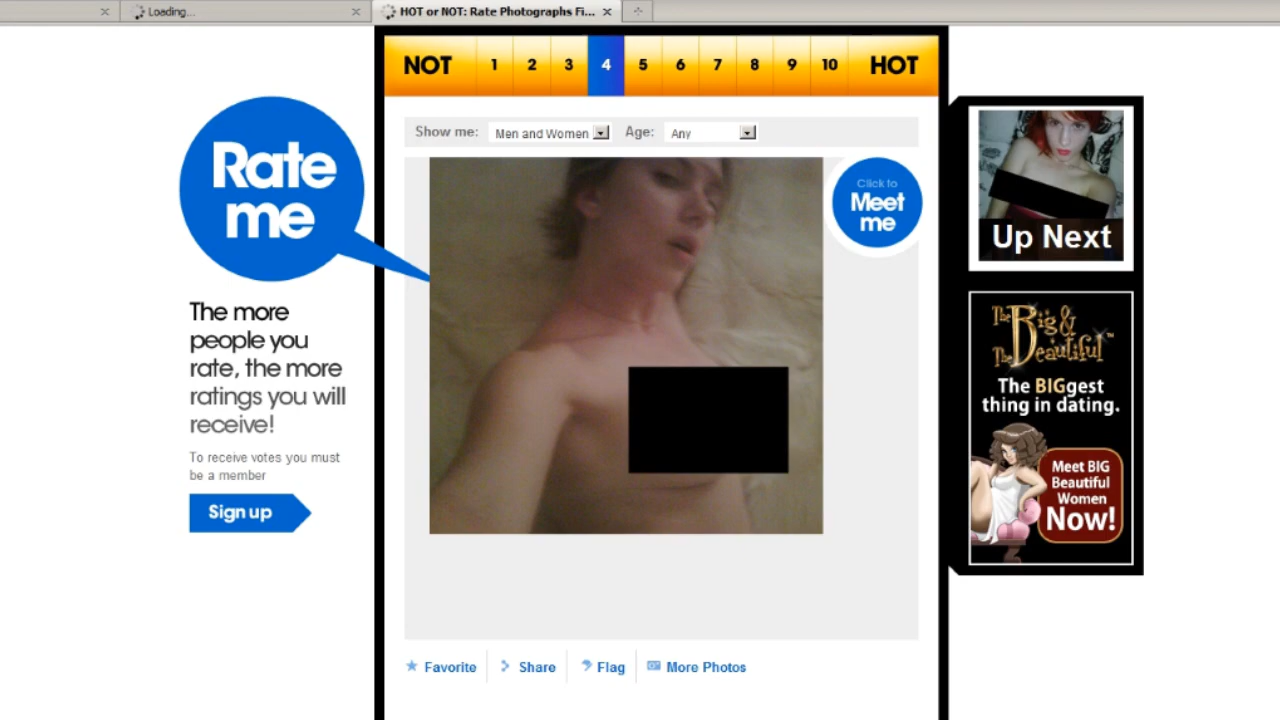 Loading...
HOT or NOT: Rate Photographs Fi...
NOT 1 2 3 4 5 6 7 8 9 10 HOT
Show me: Men and Women Age: Any
Rate
me
The more
people you
rate, the more
ratings you will
receive!
To receive votes you must
be a member
Sign up
Click to
Meet
me
Favorite Share Flag More Photos
Up Next
The Big &
The Beautiful™
The BIGgest
thing in dating.
Meet BIG
Beautiful
Women
Now!